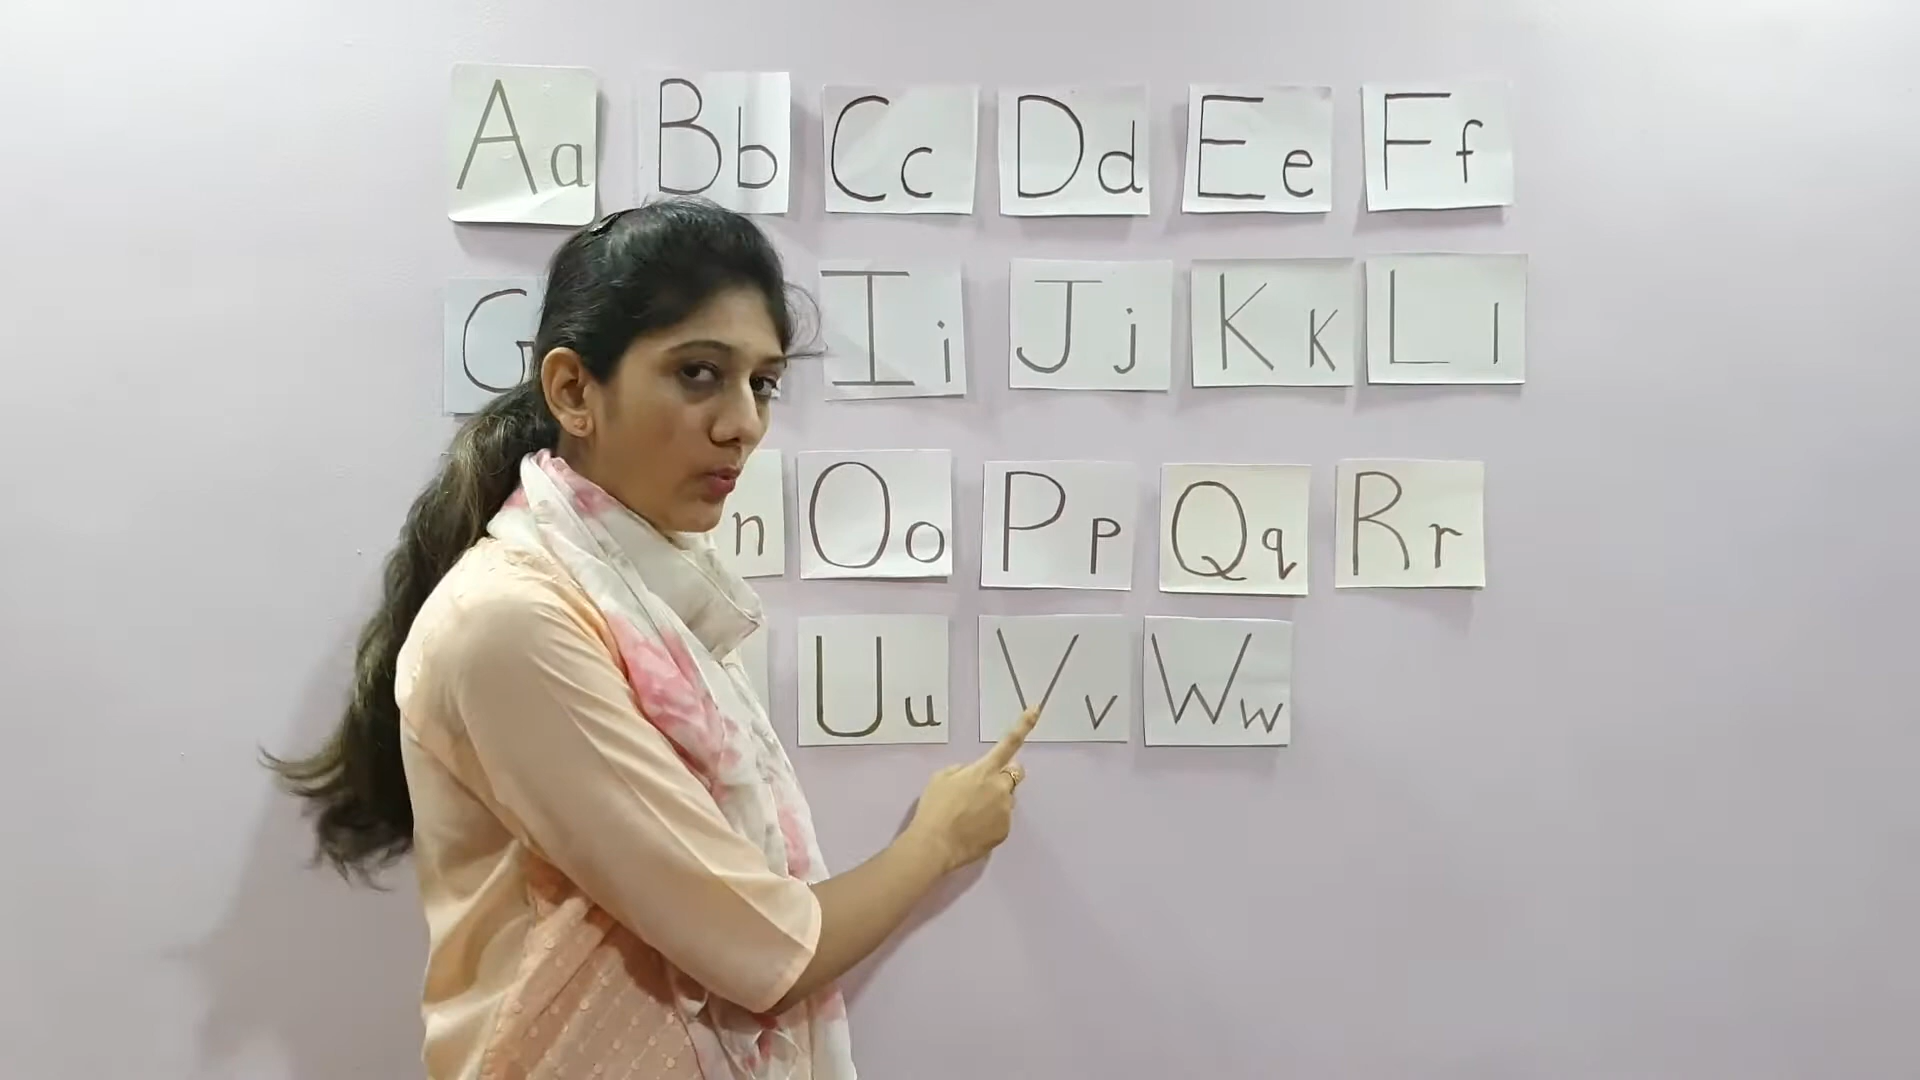 Aa Bb Cc Dd Ee Ff
G Ii Jj Kk Ll
n Oo Pp Qq Rr
Uu Vv Ww